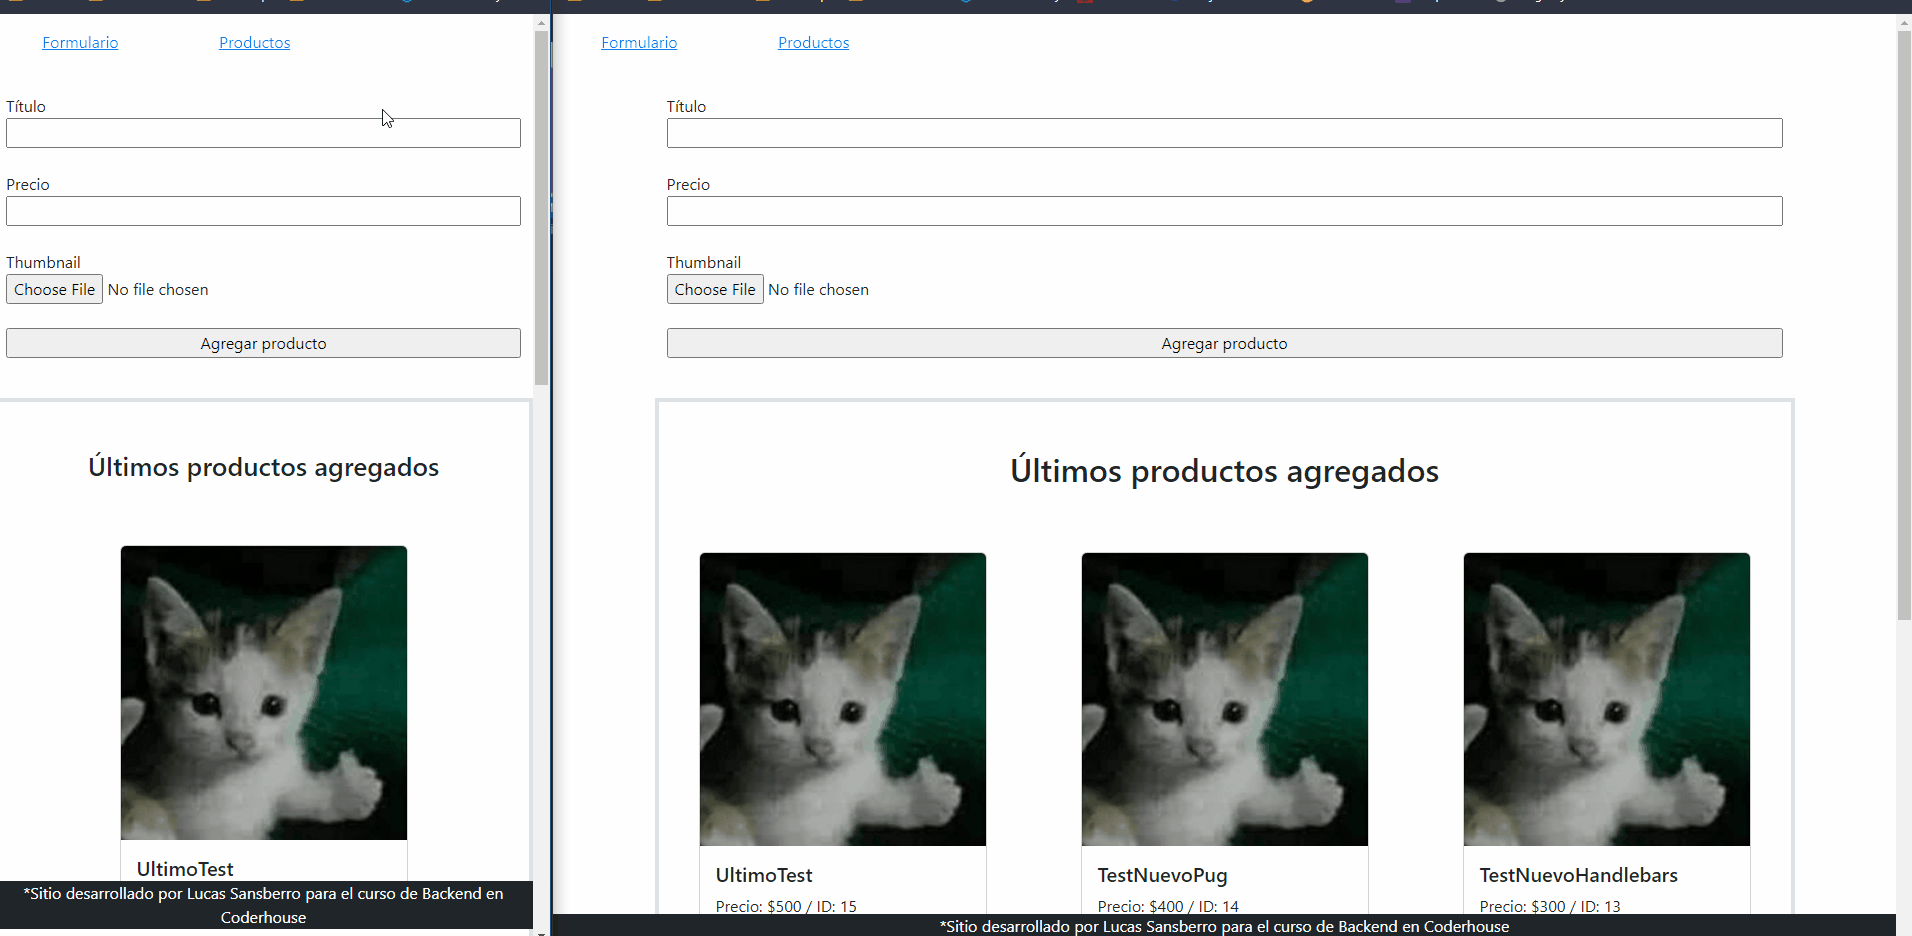 Formulario Productos
Título
Precio
Thumbnail
Choose File No file chosen
Agregar producto
Últimos productos agregados
UltimoTest
*Sitio desarrollado por Lucas Sansberro para el curso de Backend en
Coderhouse
Formulario Productos
Título
Precio
Thumbnail
Choose File No file chosen
Agregar producto
Últimos productos agregados
UltimoTest
Precio: $500 / ID: 15
TestNuevoPug
Precio: $400 / ID: 14
TestNuevoHandlebars
Precio: $300 / ID: 13
*Sitio desarrollado por Lucas Sansberro para el curso de Backend en Coderhouse